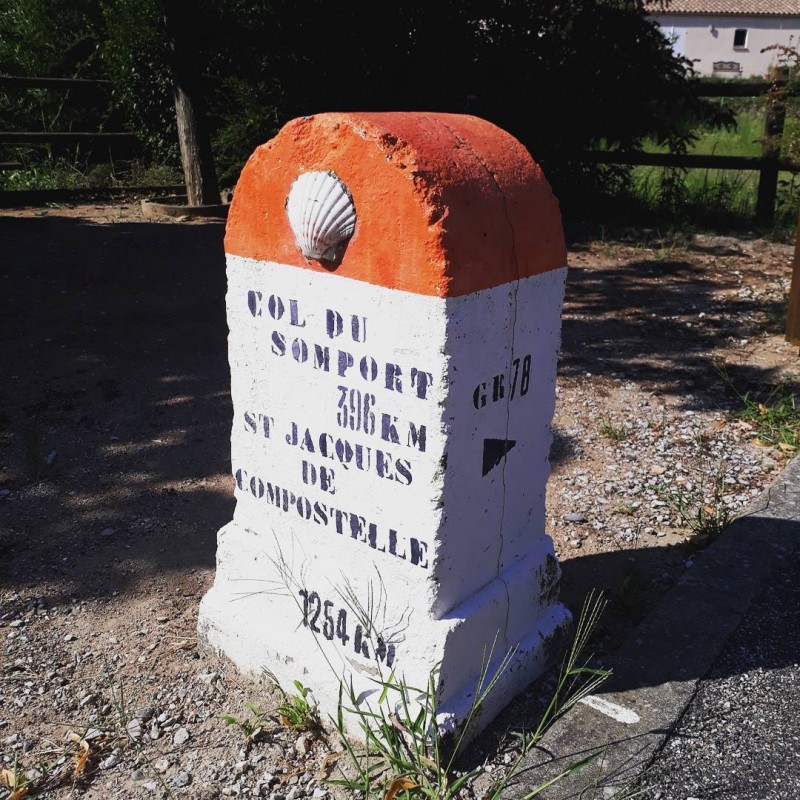 COL DU
SOMPORT
396 KM
ST JACQUES
DE
COMPOSTELLE
1254 KM
GR 78